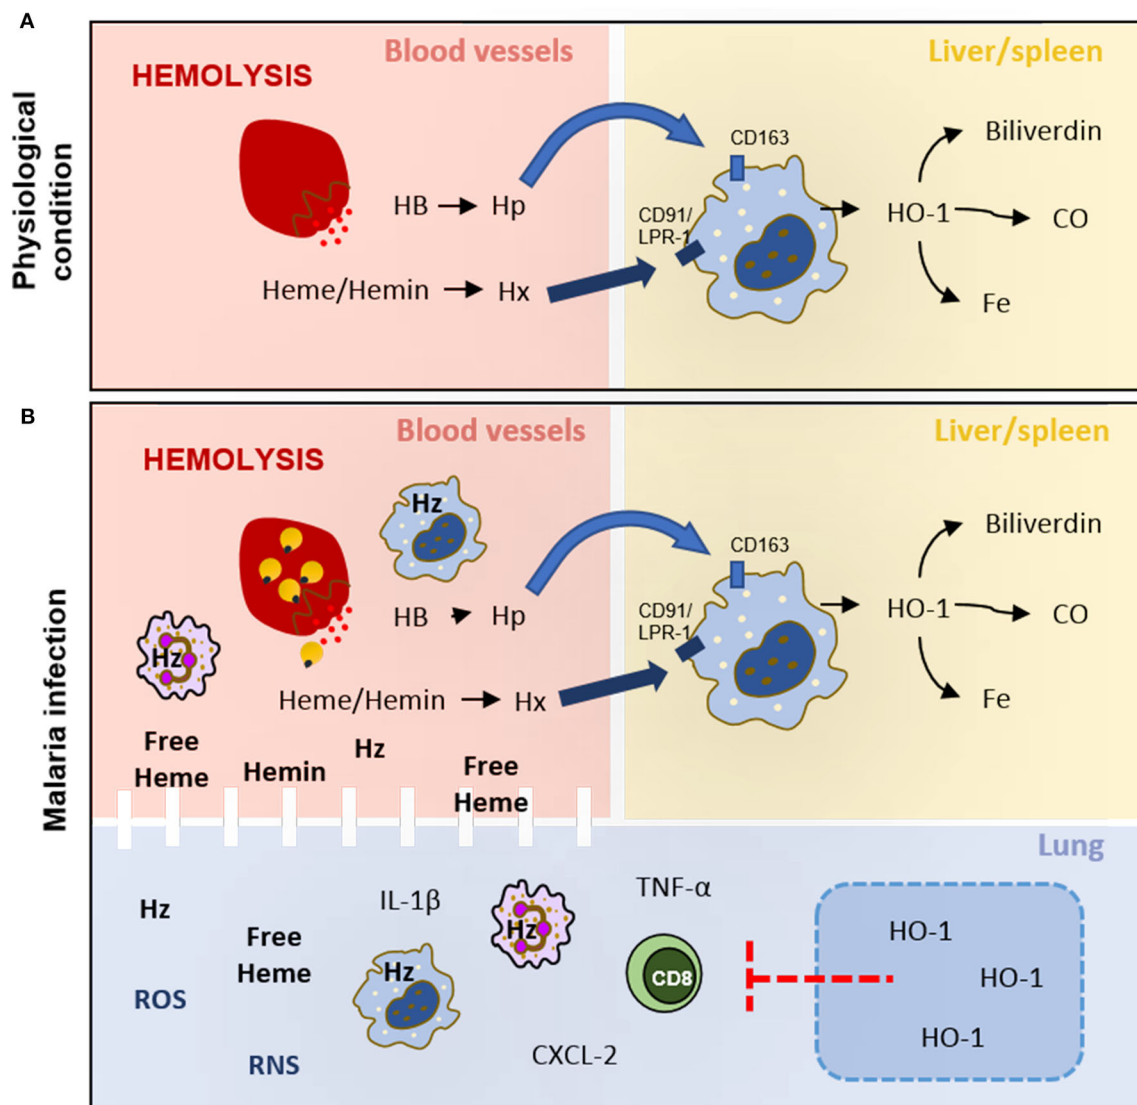 A
Physiological
condition
Blood vessels
Liver/spleen
HEMOLYSIS
CD163
Biliverdin
HB
Hp
CD91/
LPR-1
HO-1
CO
Heme/Hemin
Hx
Fe
B
Malaria infection
Blood vessels
Liver/spleen
HEMOLYSIS
Hz
Biliverdin
CD163
HB
Hp
CD91/
LPR-1
HO-1
CO
Hz
Heme/Hemin
Hx
Fe
Free
Heme
Hemin
Hz
Free
Heme
Lung
Hz
IL-1β
TNF-α
Free
Heme
Hz
HO-1
Hz
CD8
HO-1
ROS
HO-1
RNS
CXCL-2